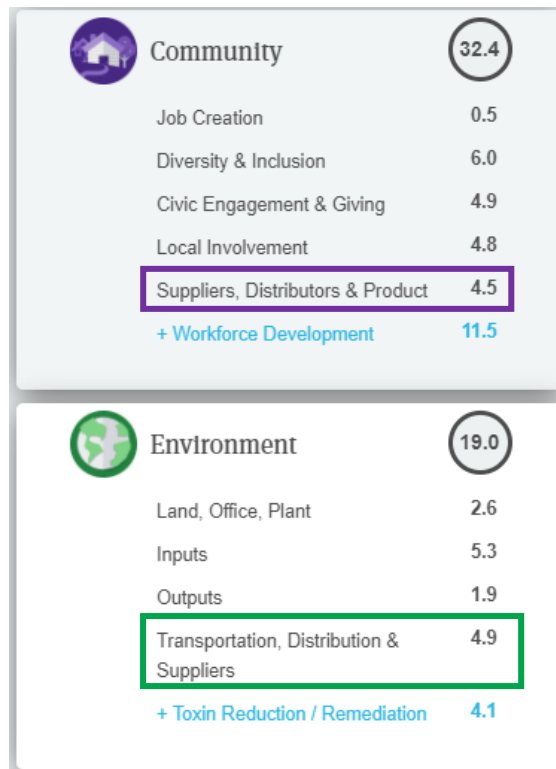 Community 32.4
Job Creation 0.5
Diversity & Inclusion 6.0
Civic Engagement & Giving 4.9
Local Involvement 4.8
Suppliers, Distributors & Product 4.5
+ Workforce Development 11.5
Environment 19.0
Land, Office, Plant 2.6
Inputs 5.3
Outputs 1.9
Transportation, Distribution & 4.9
Suppliers
+ Toxin Reduction / Remediation 4.1